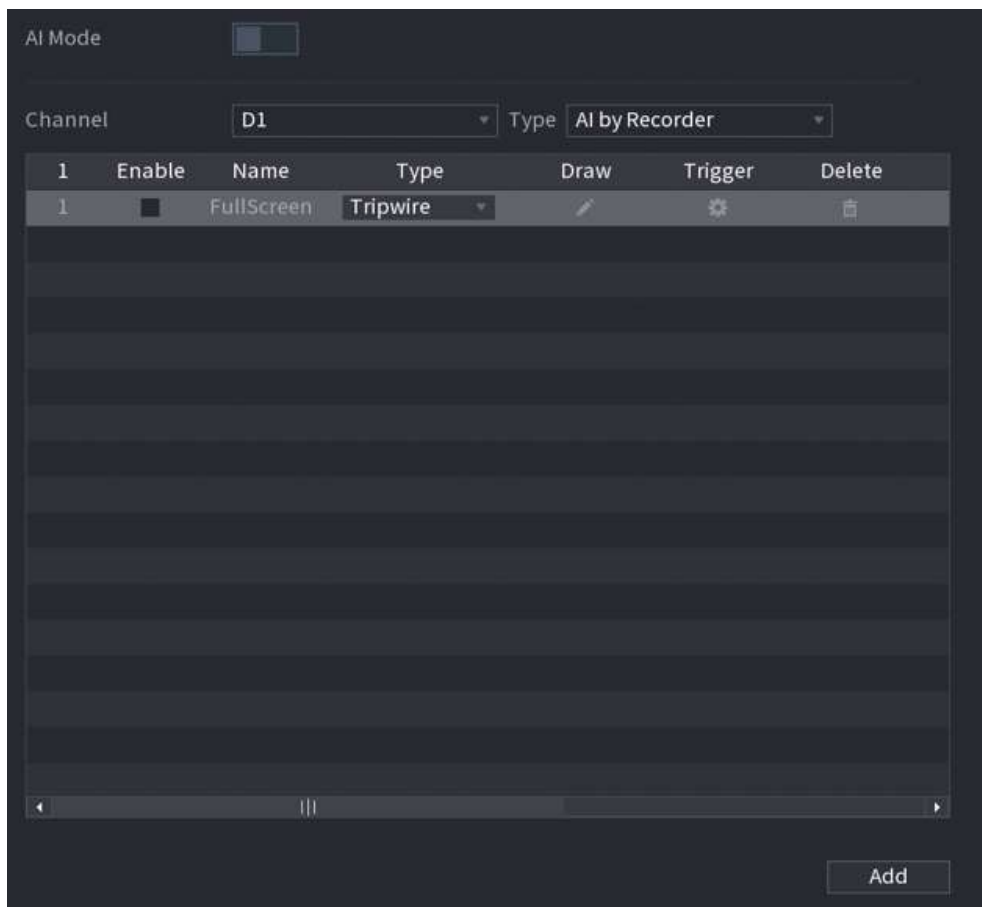 AI Mode
Channel D1 Type AI by Recorder
1 Enable Name Type Draw Trigger Delete
1 FullScreen Tripwire
Add